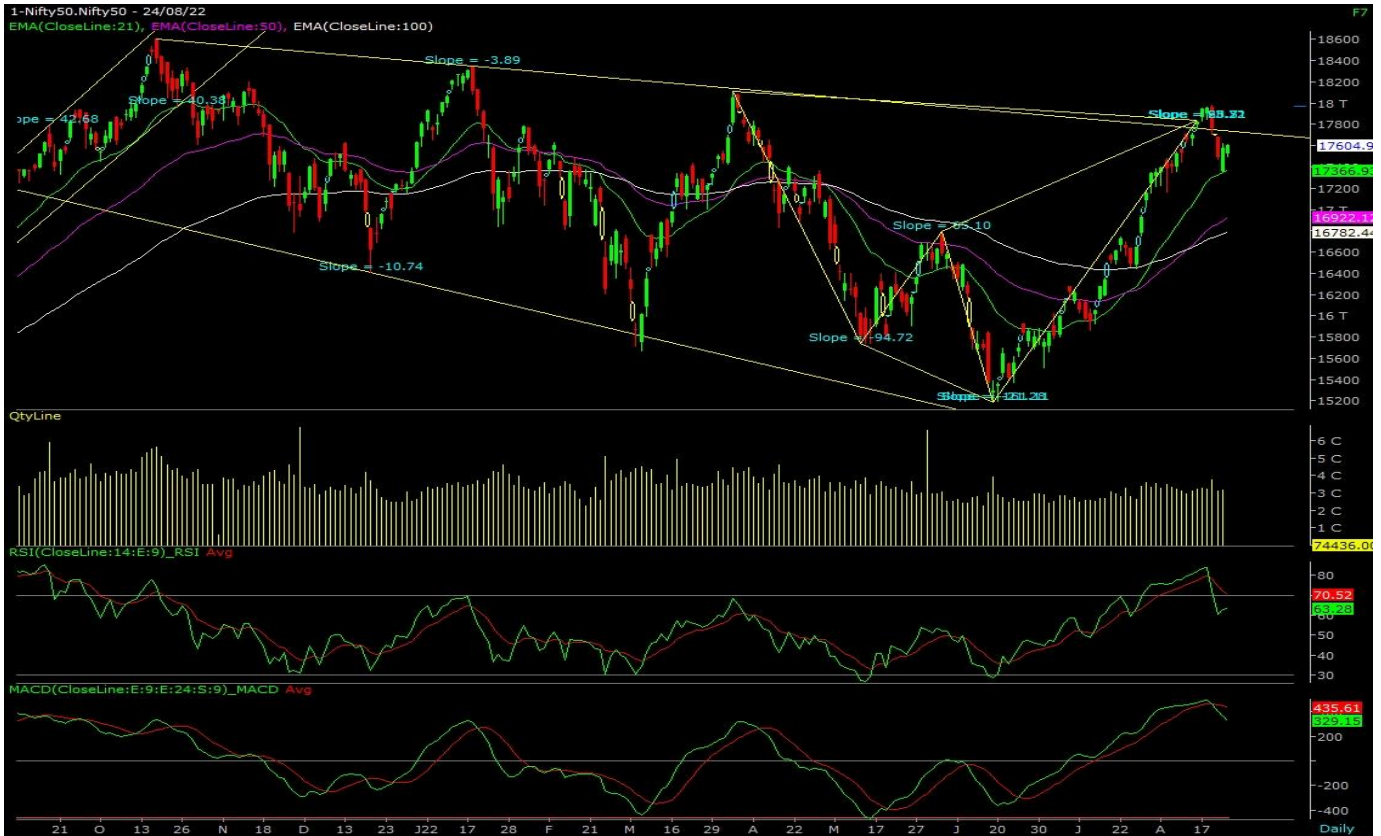 1-Nifty50.Nifty50 - 24/08/22
F7
EMA(CloseLine:21), EMA(CloseLine:50), EMA(CloseLine:100)
18600
18400
18200
18 T
17800
17604.9
17366.93
17200
17 T
16922.12
16782.44
16600
16400
16200
16 T
15800
15600
15400
15200
Slope = 40.38
ope = 42.68
Slope = -3.89
Slope = -10.74
Slope =
Slope = -94.72
Slope = 65.10
QtyLine
6 C
5 C
4 C
3 C
2 C
1 C
74436.00
RSI(CloseLine:14:E:9)_RSI Avg
80
70.52
63.28
50
40
30
MACD(CloseLine:E:9:E:24:S:9)_MACD Avg
435.61
329.15
200
-200
-400
21 O 13 26 N 18 D 13 23 J22 17 28 F 21 M 16 29 A 22 M 17 27 J 20 30 J 22 A 17
Daily